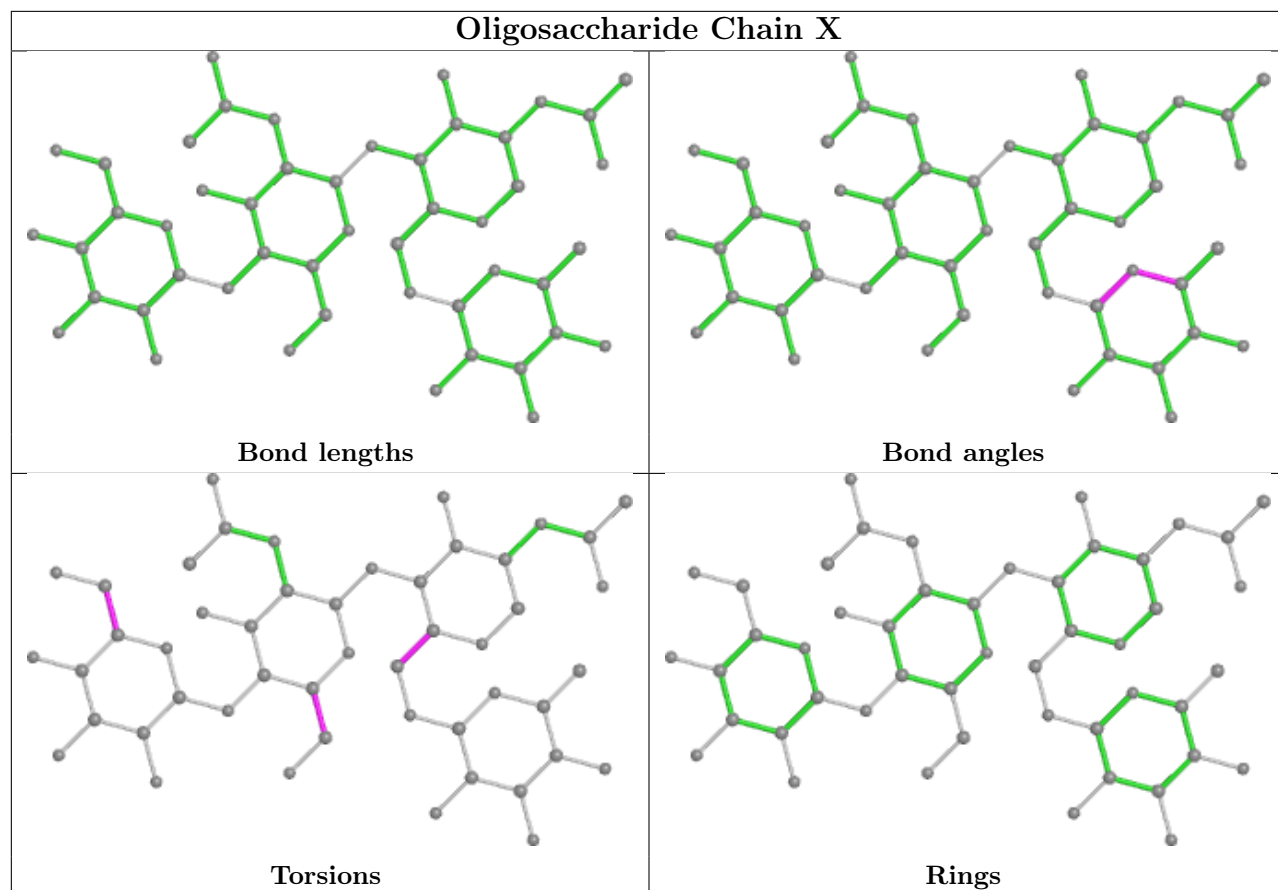 Oligosaccharide Chain X
Bond lengths
Bond angles
Torsions
Rings